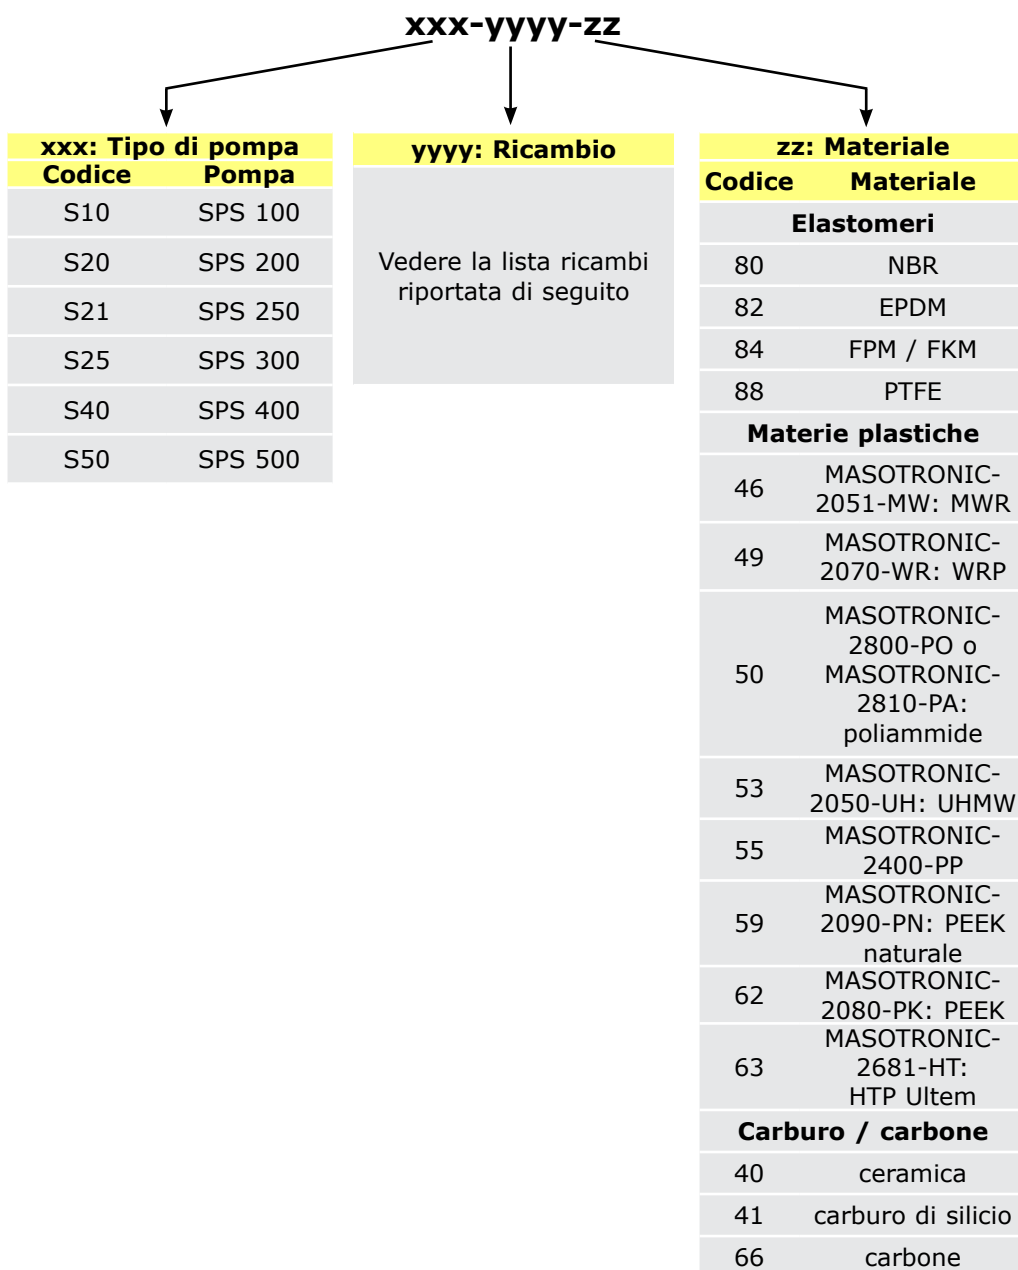 xxx-yyyy-zz
xxx: Tipo di pompa
Codice Pompa
S10 SPS 100
S20 SPS 200
S21 SPS 250
S25 SPS 300
S40 SPS 400
S50 SPS 500
yyyy: Ricambio
Vedere la lista ricambi
riportata di seguito
zz: Materiale
Codice Materiale
Elastomeri
80 NBR
82 EPDM
84 FPM / FKM
88 PTFE
Materie plastiche
46 MASOTRONIC-
2051-MW: MWR
49 MASOTRONIC-
2070-WR: WRP
50 MASOTRONIC-
2800-PO o
MASOTRONIC-
2810-PA:
poliammide
53 MASOTRONIC-
2050-UH: UHMW
55 MASOTRONIC-
2400-PP
59 MASOTRONIC-
2090-PN: PEEK
naturale
62 MASOTRONIC-
2080-PK: PEEK
63 MASOTRONIC-
2681-HT:
HTP Ultem
Carburo / carbone
40 ceramica
41 carburo di silicio
66 carbone